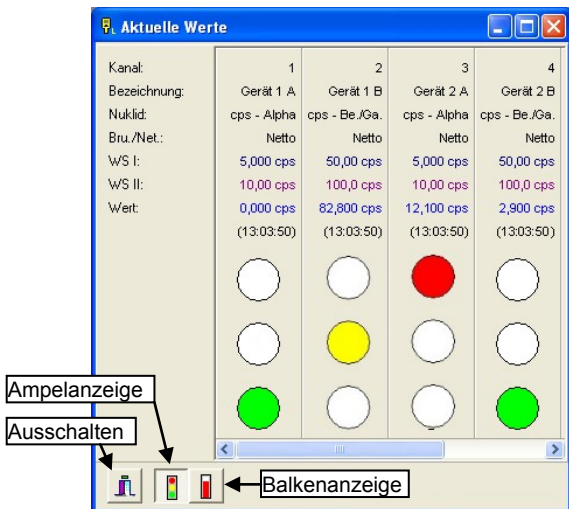 Aktuelle Werte
Kanal: 1 2 3 4
Bezeichnung: Gerät 1 A Gerät 1 B Gerät 2 A Gerät 2 B
Nuklid: cps - Alpha cps - Be./Ga. cps - Alpha cps - Be./Ga.
Bru./Net.: Netto Netto Netto Netto
WS I: 5,000 cps 50,00 cps 5,000 cps 50,00 cps
WS II: 10,00 cps 100,0 cps 10,00 cps 100,0 cps
Wert: 0,000 cps 82,800 cps 12,100 cps 2,900 cps
(13:03:50) (13:03:50) (13:03:50) (13:03:50)
Ampelanzeige
Ausschalten
Balkenanzeige